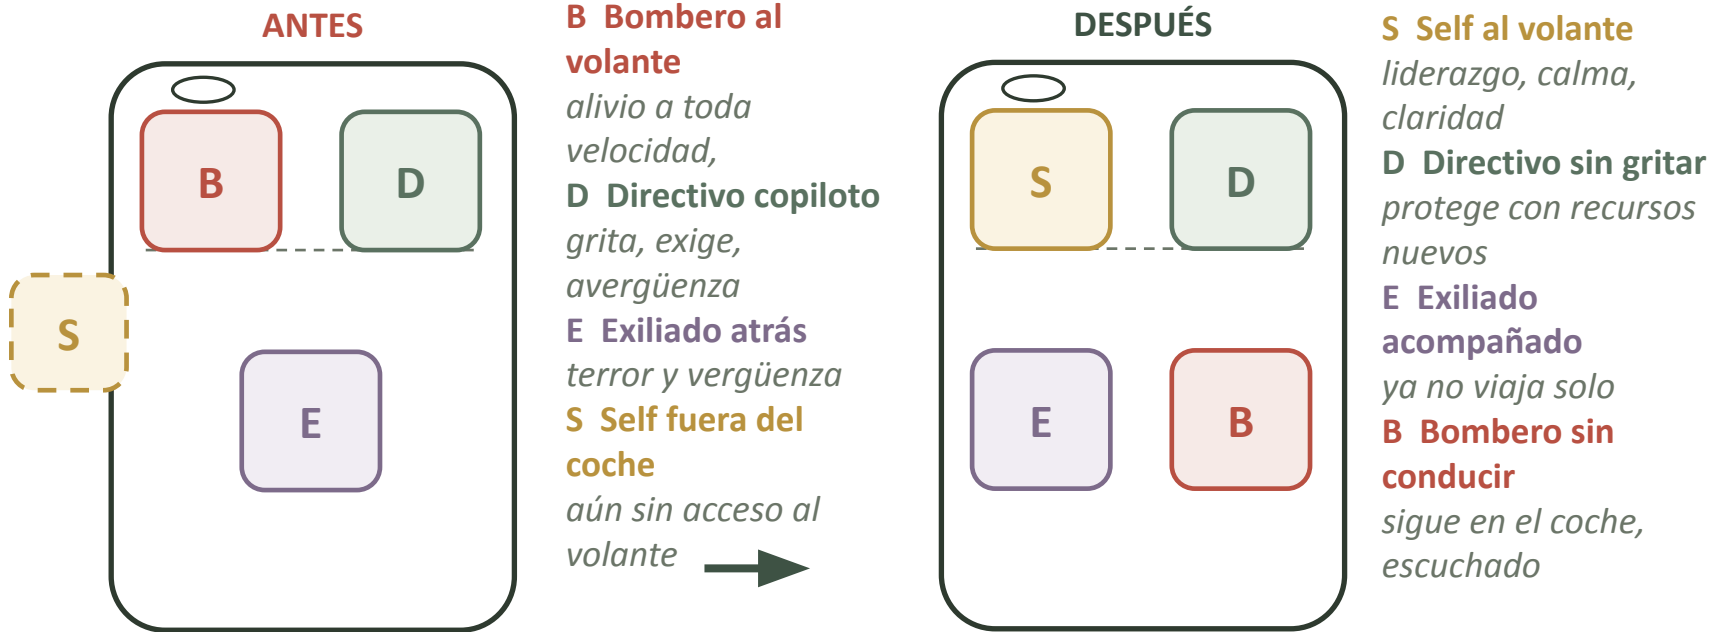 ANTES
B
D
S
E
B Bombero al
volante
alivio a toda
velocidad,
D Directivo copiloto
grita, exige,
avergüenza
E Exiliado atrás
terror y vergüenza
S Self fuera del
coche
aún sin acceso al
volante
DESPUÉS
S
D
E
B
S Self al volante
liderazgo, calma,
claridad
D Directivo sin gritar
protege con recursos
nuevos
E Exiliado
acompañado
ya no viaja solo
B Bombero sin
conducir
sigue en el coche,
escuchado